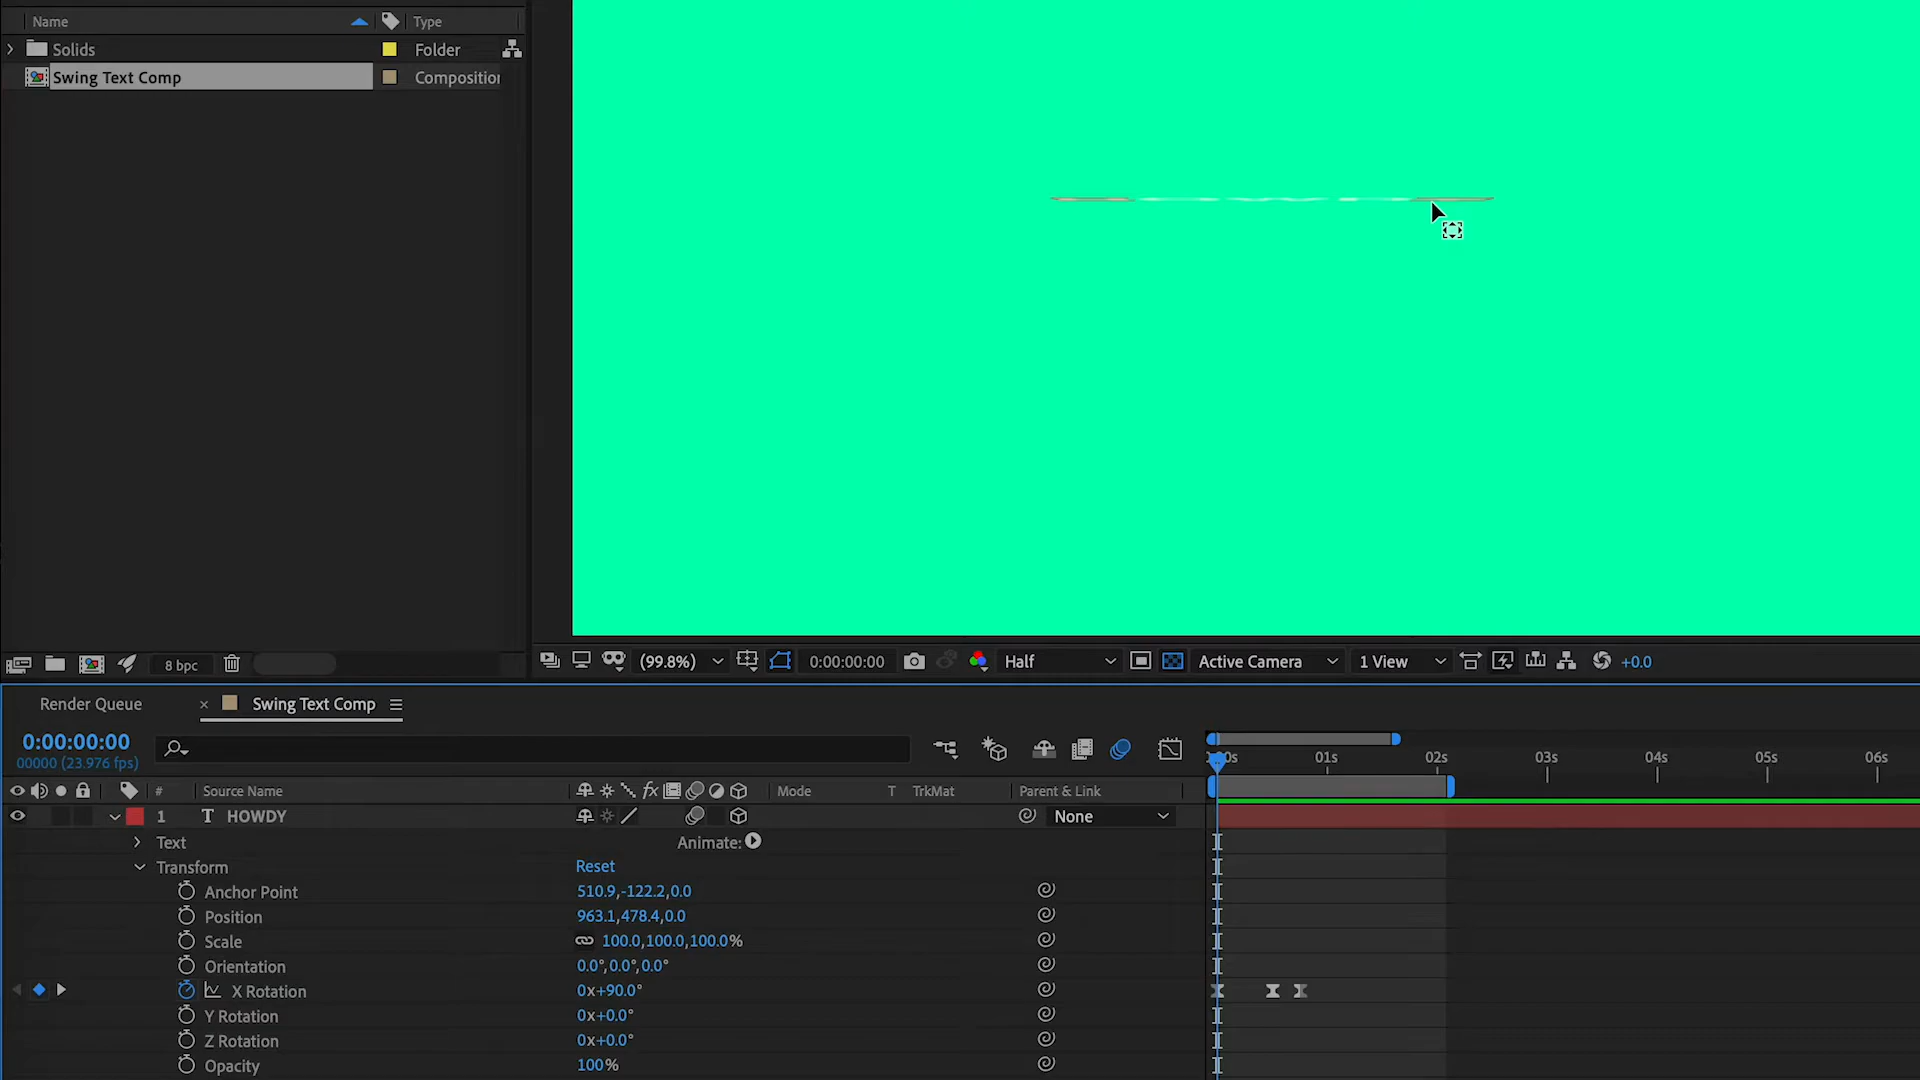 Name Type
Solids Folder
Swing Text Comp Composition
8 bpc
(99.8%) 0:00:00:00 Half Active Camera 1 View +0.0
Render Queue × Swing Text Comp
0:00:00:00
00000 (23.976 fps)
:00s 01s 02s 03s 04s 05s 06s
# Source Name fx Mode T TrkMat Parent & Link
1 T HOWDY None
Text Animate:
Transform Reset
Anchor Point 510.9,-122.2,0.0
Position 963.1,478.4,0.0
Scale 100.0,100.0,100.0%
Orientation 0.0°,0.0°,0.0°
X Rotation 0x+90.0°
Y Rotation 0x+0.0°
Z Rotation 0x+0.0°
Opacity 100%